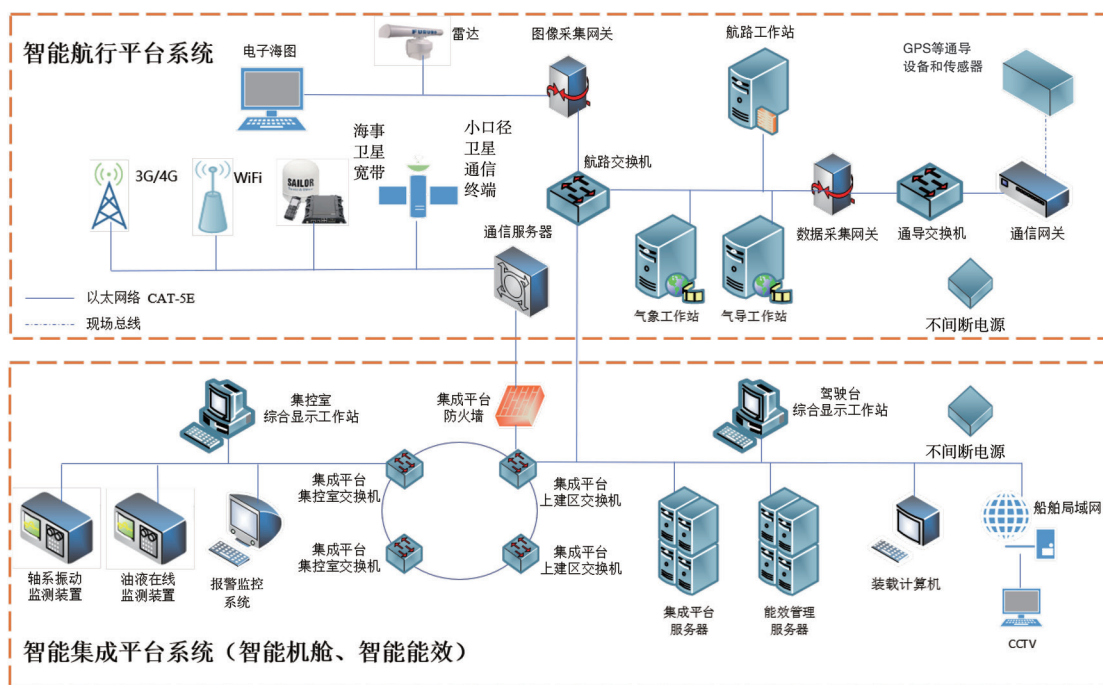 智能航行平台系统
电子海图
雷达
图像采集网关
航路工作站
GPS等通导
设备和传感器
3G/4G
WiFi
SAILOR
海事
卫星
宽带
小口径
卫星
通信
终端
航路交换机
通信服务器
数据采集网关
通导交换机
通信网关
气象工作站
气导工作站
不间断电源
以太网络 CAT-5E
现场总线
集控室
综合显示工作站
集成平台
防火墙
驾驶台
综合显示工作站
不间断电源
集成平台
集控室交换机
集成平台
上建区交换机
集成平台
集控室交换机
集成平台
上建区交换机
轴系振动
监测装置
油液在线
监测装置
报警监控
系统
集成平台
服务器
能效管理
服务器
装载计算机
船舶局域网
CCTV
智能集成平台系统（智能机舱、智能能效）